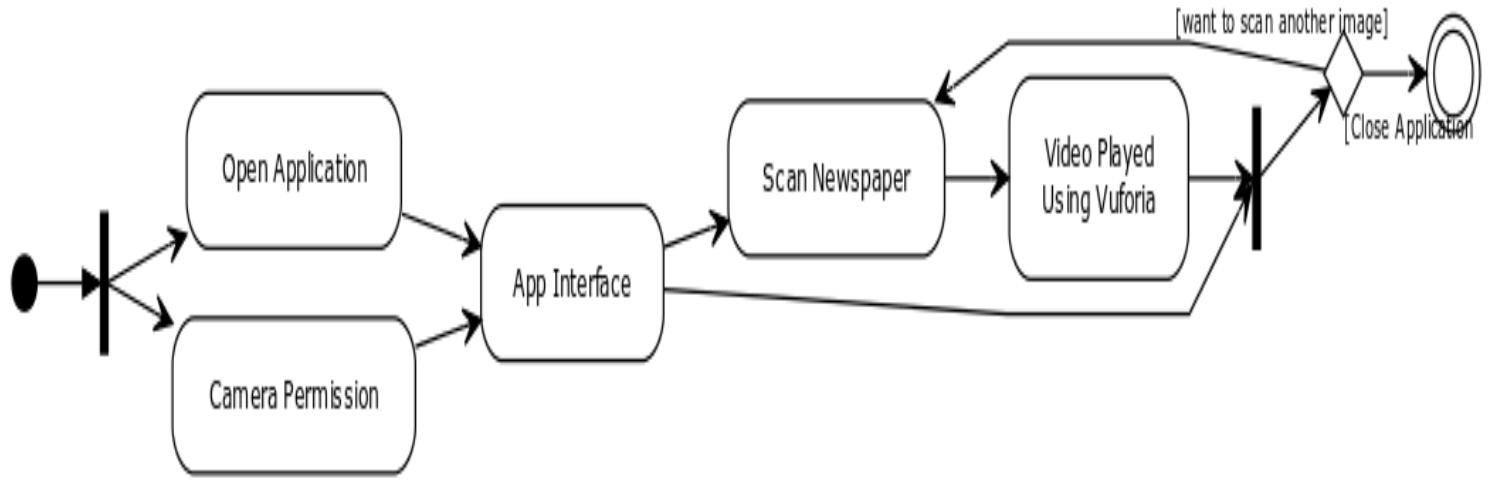 [want to scan another image]
Open Application
Camera Permission
App Interface
Scan Newspaper
Video Played
Using Vuforia
[Close Application